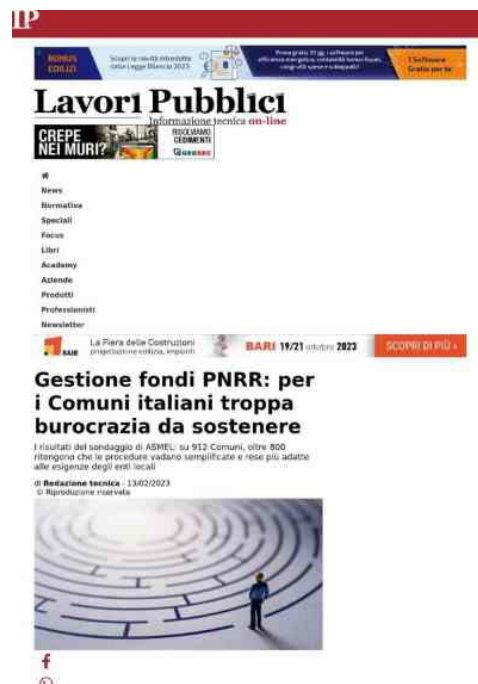 BONUS
EDILIZI
Lavori Pubblici
Informazione tecnica on-line
CREPE
NEI MURI?
RISOLVIAMO
CEDIMENTI
GEOSEC
News
Normativa
Speciali
Focus
Libri
Academy
Aziende
Prodotti
Professionisti
Newsletter
SAIE
La Fiera delle Costruzioni
progettazione edilizia, impianti
BARI 19/21 ottobre 2023
SCOPRI DI PIÙ »
Gestione fondi PNRR: per
i Comuni italiani troppa
burocrazia da sostenere
I risultati del sondaggio di ASMEL: su 912 Comuni, oltre 800
ritengono che le procedure vadano semplificate e rese più adatte
alle esigenze degli enti locali
di Redazione tecnica - 13/02/2023
© Riproduzione riservata